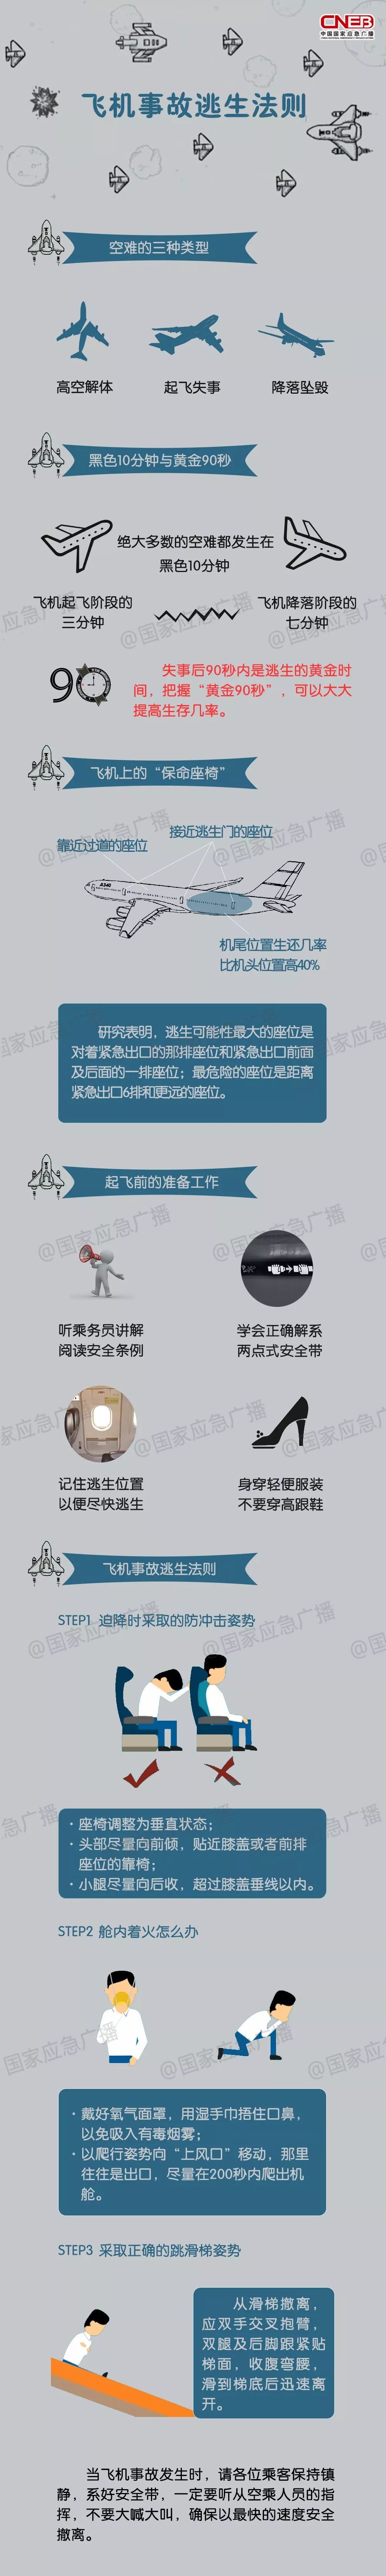 CNEB
中国国家应急广播
飞机事故逃生法则
空难的三种类型
高空解体
起飞失事
降落坠毁
黑色10分钟与黄金90秒
绝大多数的空难都发生在
黑色10分钟
飞机起飞阶段的
三分钟
飞机降落阶段的
七分钟
@国家应急广播
90
失事后90秒内是逃生的黄金时
间，把握“黄金90秒”，可以大大
提高生存几率。
飞机上的“保命座椅”
接近逃生门的座位
靠近过道的座位
A340
机尾位置生还几率
比机头位置高40%
研究表明，逃生可能性最大的座位是
对着紧急出口的那排座位和紧急出口前面
及后面的一排座位；最危险的座位是距离
紧急出口6排和更远的座位。
起飞前的准备工作
@国家应急广播
听乘务员讲解
阅读安全条例
学会正确解系
两点式安全带
记住逃生位置
以便尽快逃生
身穿轻便服装
不要穿高跟鞋
飞机事故逃生法则
STEP1 迫降时采取的防冲击姿势
@国家应急广播
·座椅调整为垂直状态；
·头部尽量向前倾，贴近膝盖或者前排
座位的靠椅；
·小腿尽量向后收，超过膝盖垂线以内。
STEP2 舱内着火怎么办
@国家应急广播
·戴好氧气面罩，用湿手巾捂住口鼻，
以免吸入有毒烟雾；
·以爬行姿势向“上风口”移动，那里
往往是出口，尽量在200秒内爬出机
舱。
STEP3 采取正确的跳滑梯姿势
从滑梯撤离，
应双手交叉抱臂，
双腿及后脚跟紧贴
梯面，收腹弯腰，
滑到梯底后迅速离
开。
当飞机事故发生时，请各位乘客保持镇
静，系好安全带，一定要听从空乘人员的指
挥，不要大喊大叫，确保以最快的速度安全
撤离。